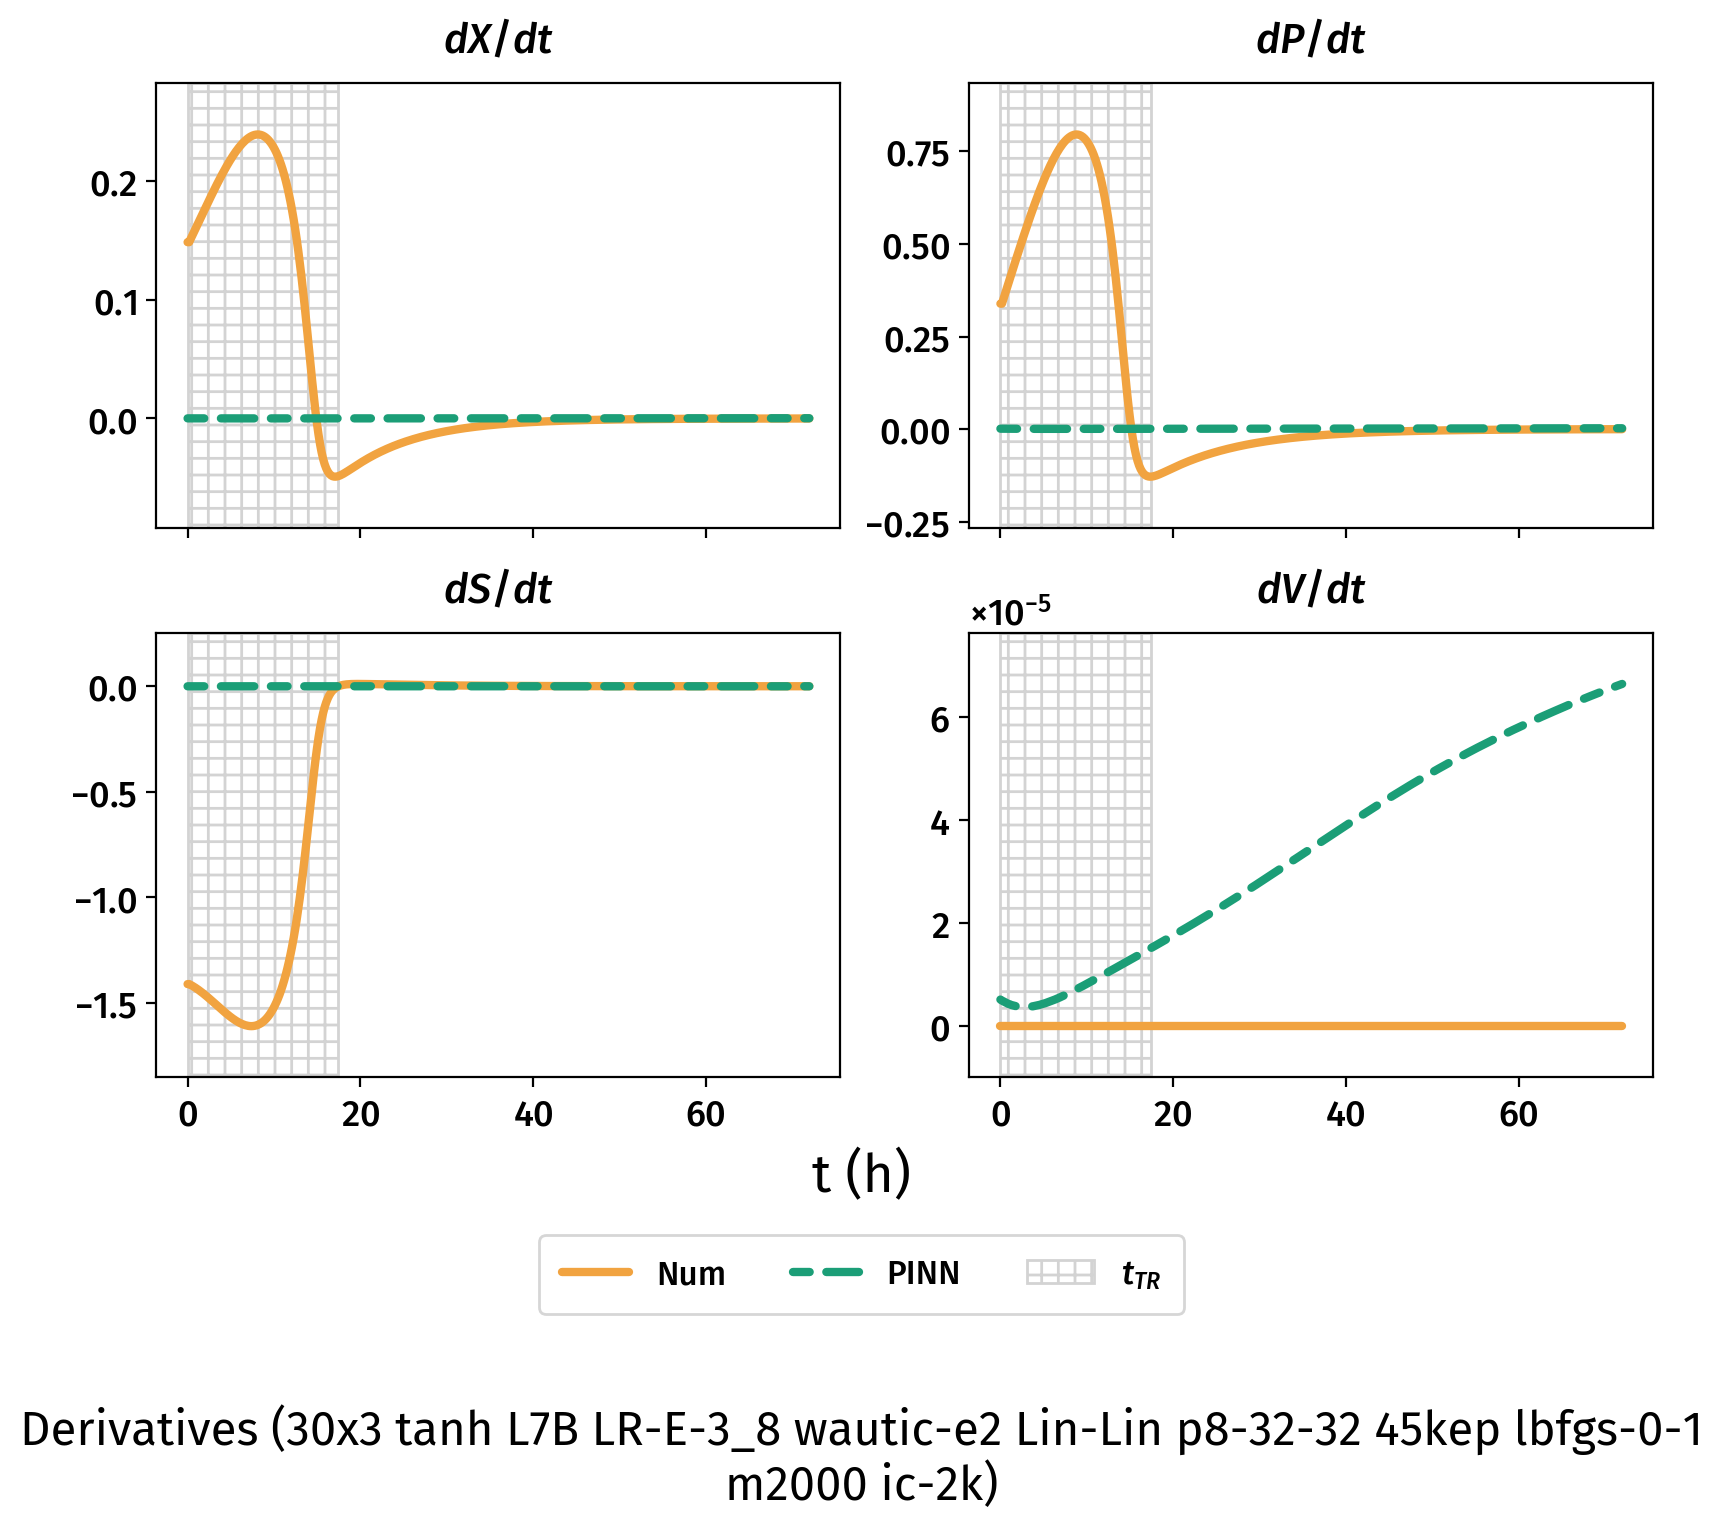 dX/dt
dP/dt
0.2
0.1
0.0
0.75
0.50
0.25
0.00
−0.25
dS/dt
dV/dt
×10⁻⁵
0.0
−0.5
−1.0
−1.5
6
4
2
0
0 20 40 60
0 20 40 60
t (h)
Num PINN t_TR
Derivatives (30x3 tanh L7B LR-E-3_8 wautic-e2 Lin-Lin p8-32-32 45kep lbfgs-0-1
m2000 ic-2k)